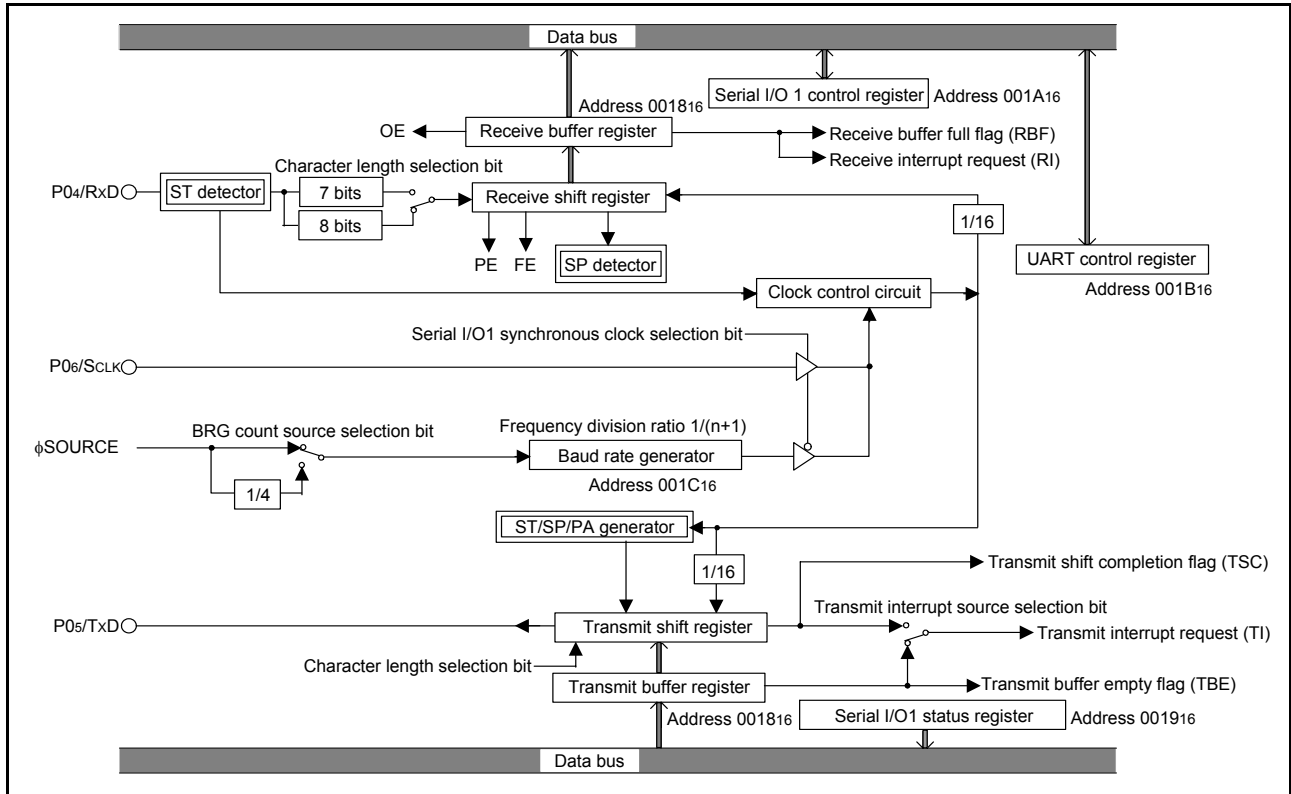 Data bus
Serial I/O 1 control register Address 001A16
Address 001816
OE Receive buffer register Receive buffer full flag (RBF)
Receive interrupt request (RI)
Character length selection bit
P04/RxD ST detector 7 bits Receive shift register
8 bits 1/16
PE FE SP detector UART control register
Address 001B16
Clock control circuit
Serial I/O1 synchronous clock selection bit
P06/SCLK
BRG count source selection bit Frequency division ratio 1/(n+1)
ϕSOURCE Baud rate generator
1/4 Address 001C16
ST/SP/PA generator
1/16 Transmit shift completion flag (TSC)
Transmit interrupt source selection bit
P05/TxD Transmit shift register Transmit interrupt request (TI)
Character length selection bit
Transmit buffer register Transmit buffer empty flag (TBE)
Address 001816 Serial I/O1 status register Address 001916
Data bus